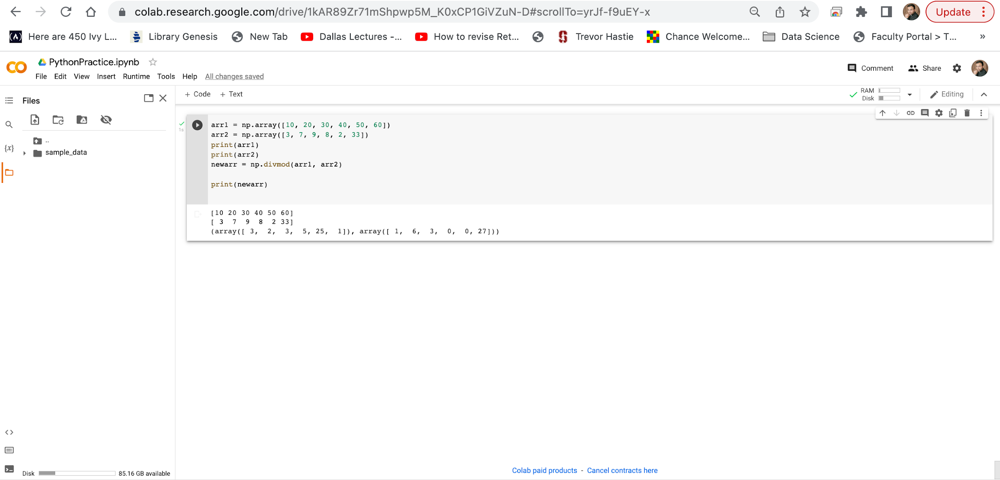 colab.research.google.com/drive/1kAR89Zr71mShpwp5M_K0xCP1GiVZuN-D#scrollTo=yrJf-f9uEY-x
Update
Here are 450 Ivy L... Library Genesis New Tab Dallas Lectures -... How to revise Ret... Trevor Hastie Chance Welcome... Data Science Faculty Portal > T... »
PythonPractice.ipynb
File Edit View Insert Runtime Tools Help All changes saved
Comment Share
Files
+ Code + Text
RAM
Disk
Editing
..
sample_data
{x}
1s
arr1 = np.array([10, 20, 30, 40, 50, 60])
arr2 = np.array([3, 7, 9, 8, 2, 33])
print(arr1)
print(arr2)
newarr = np.divmod(arr1, arr2)
print(newarr)
[10 20 30 40 50 60]
[ 3  7  9  8  2 33]
(array([ 3,  2,  3,  5, 25,  1]), array([ 1,  6,  3,  0,  0, 27]))
Disk 85.16 GB available
Colab paid products - Cancel contracts here